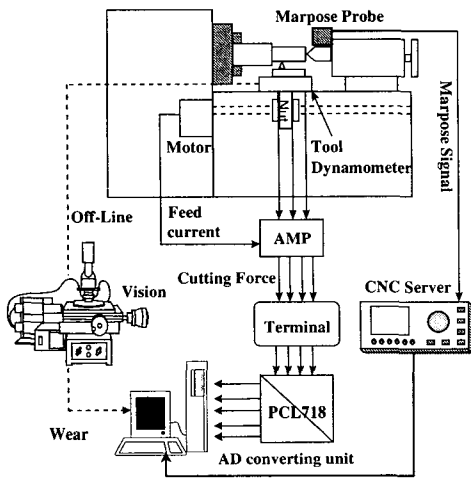 Marpose Probe
Marpose Signal
Motor
Nut
Tool
Dynamometer
Feed
current
Off-Line
AMP
Cutting Force
CNC Server
Vision
Terminal
PCL718
Wear
AD converting unit